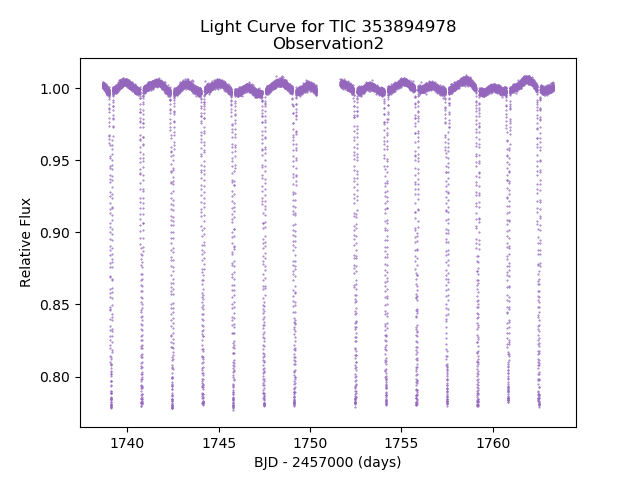 Light Curve for TIC 353894978
Observation2
1.00
0.95
0.90
0.85
0.80
Relative Flux
1740
1745
1750
1755
1760
BJD - 2457000 (days)